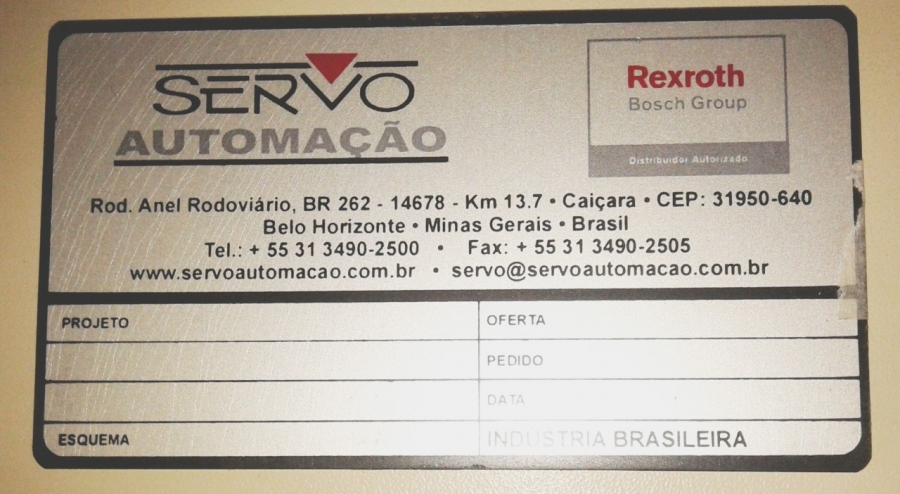 SERVO
AUTOMAÇÃO
Rexroth
Bosch Group
Distribuidor Autorizado
Rod. Anel Rodoviário, BR 262 - 14678 - Km 13.7 • Caiçara • CEP: 31950-640
Belo Horizonte • Minas Gerais • Brasil
Tel.: + 55 31 3490-2500 • Fax: + 55 31 3490-2505
www.servoautomacao.com.br • servo@servoautomacao.com.br
PROJETO
OFERTA
PEDIDO
DATA
ESQUEMA
INDUSTRIA BRASILEIRA